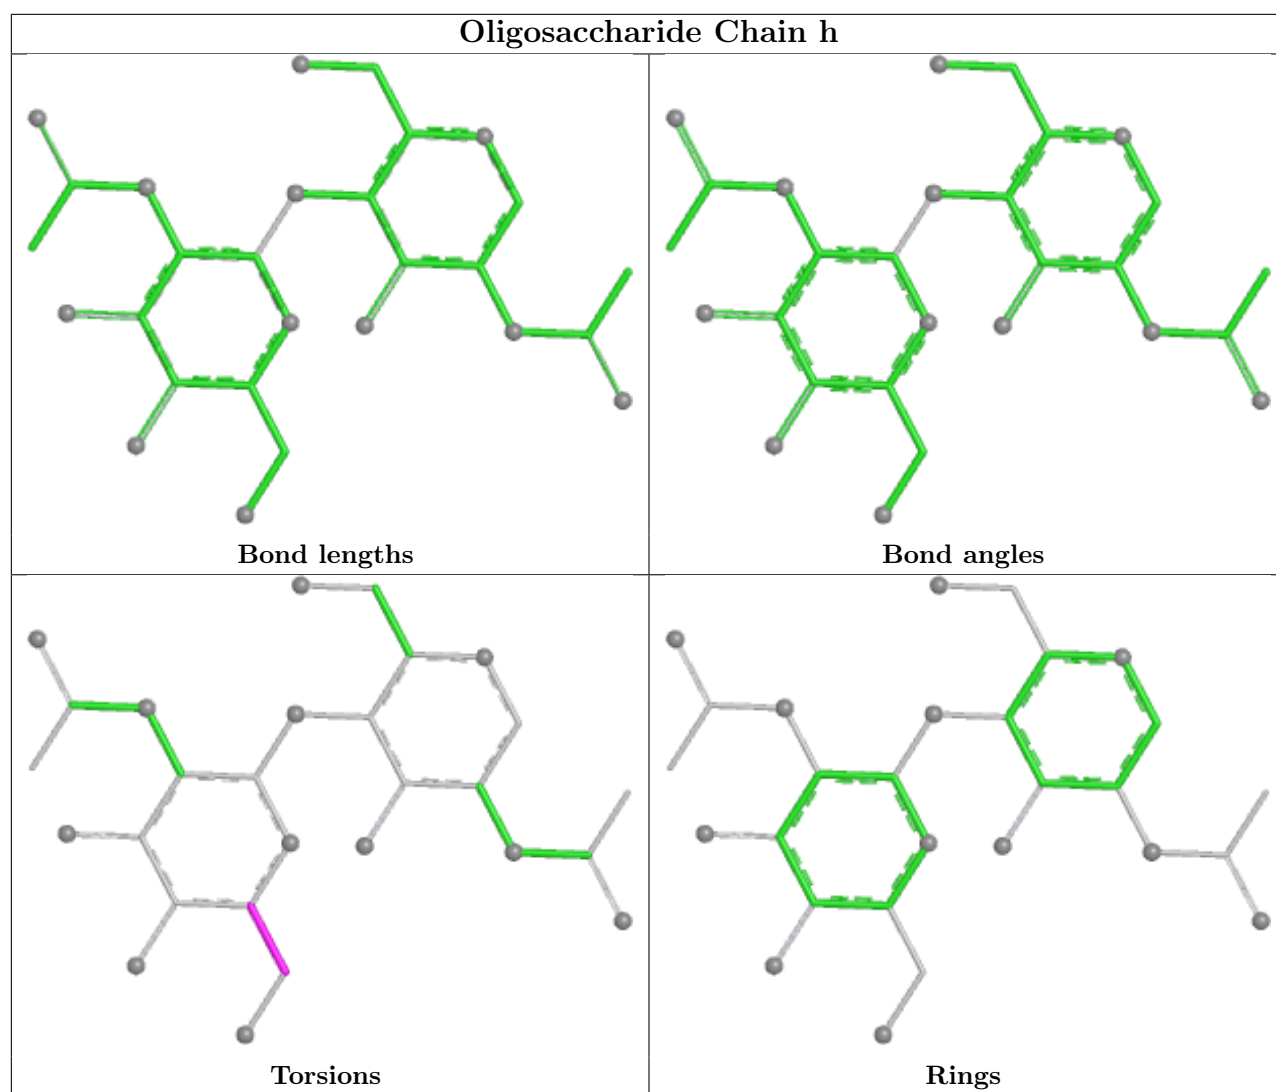 Oligosaccharide Chain h
Bond lengths
Bond angles
Torsions
Rings